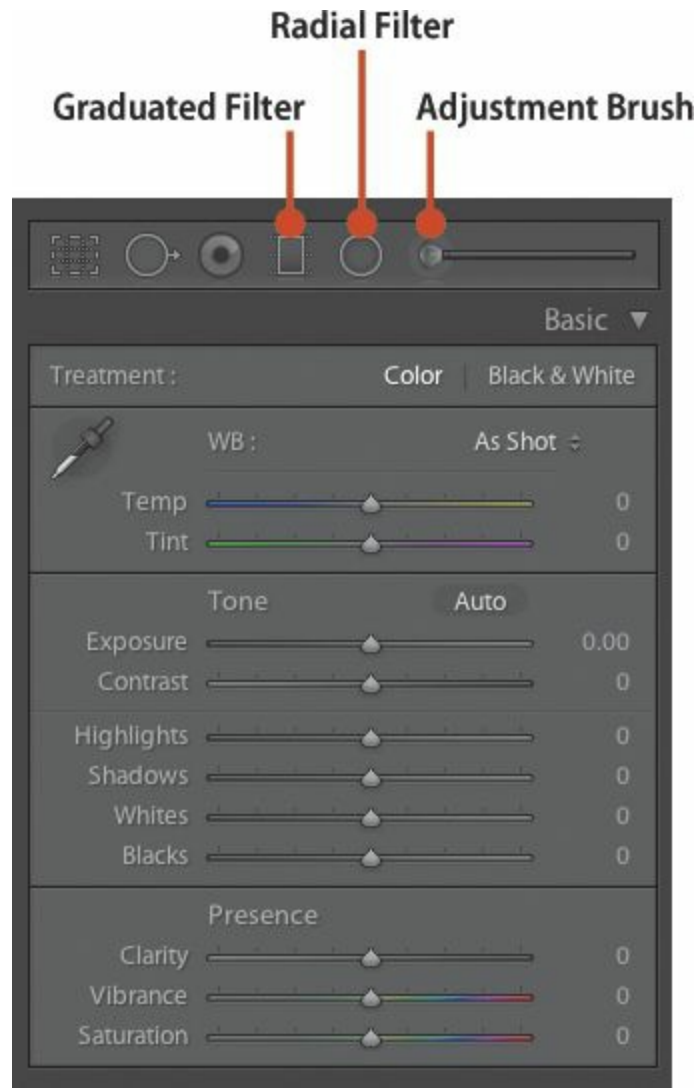 Radial Filter
Graduated Filter Adjustment Brush
Basic
Treatment : Color Black & White
WB : As Shot
Temp 0
Tint 0
Tone Auto
Exposure 0.00
Contrast 0
Highlights 0
Shadows 0
Whites 0
Blacks 0
Presence
Clarity 0
Vibrance 0
Saturation 0